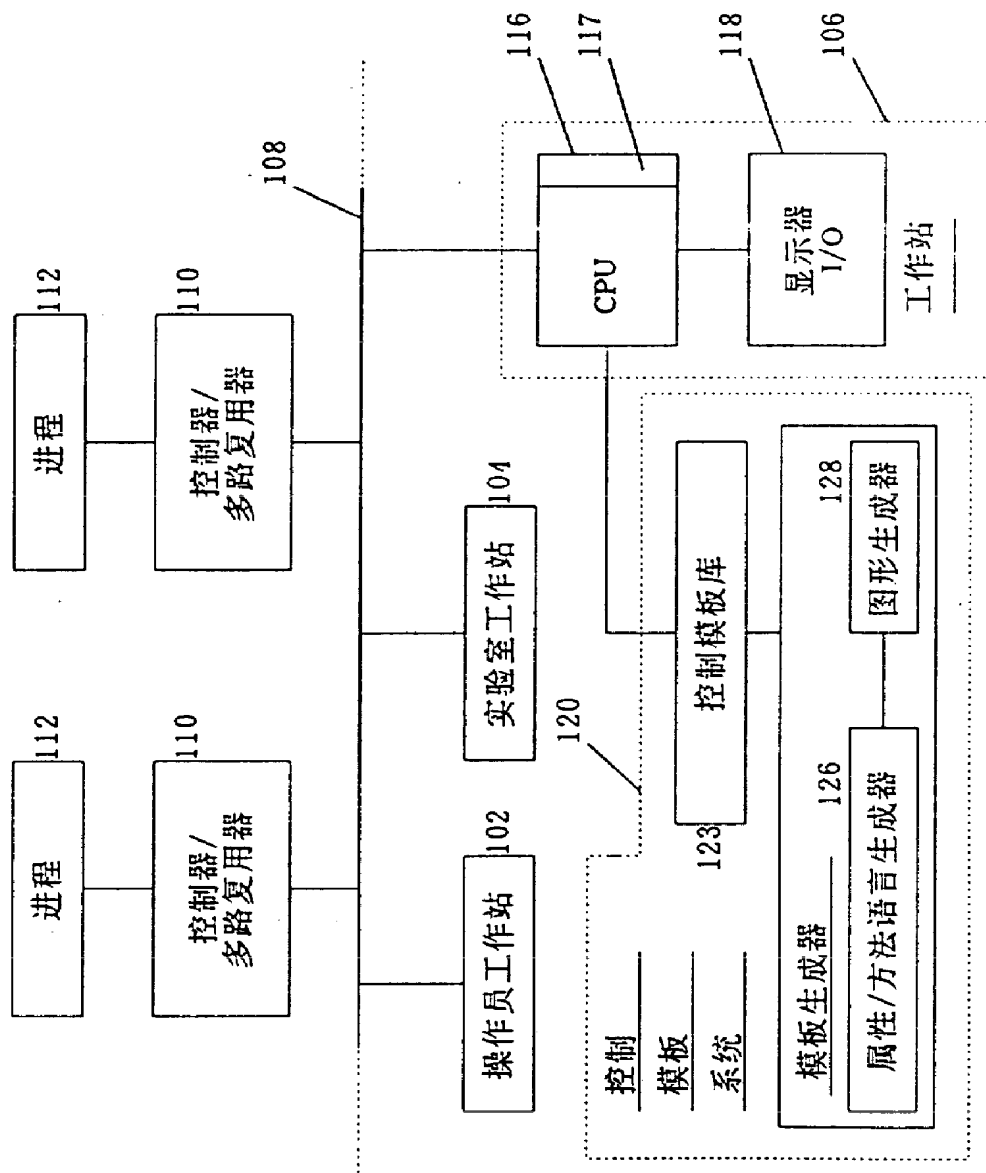 112
进程
110
控制器/
多路复用器
112
进程
110
控制器/
多路复用器
108
操作员工作站
102
实验室工作站
104
116
117
CPU
118
显示器
I/O
工作站
106
120
控制
模板
系统
123
控制模板库
模板生成器
126
属性/方法语言生成器
128
图形生成器